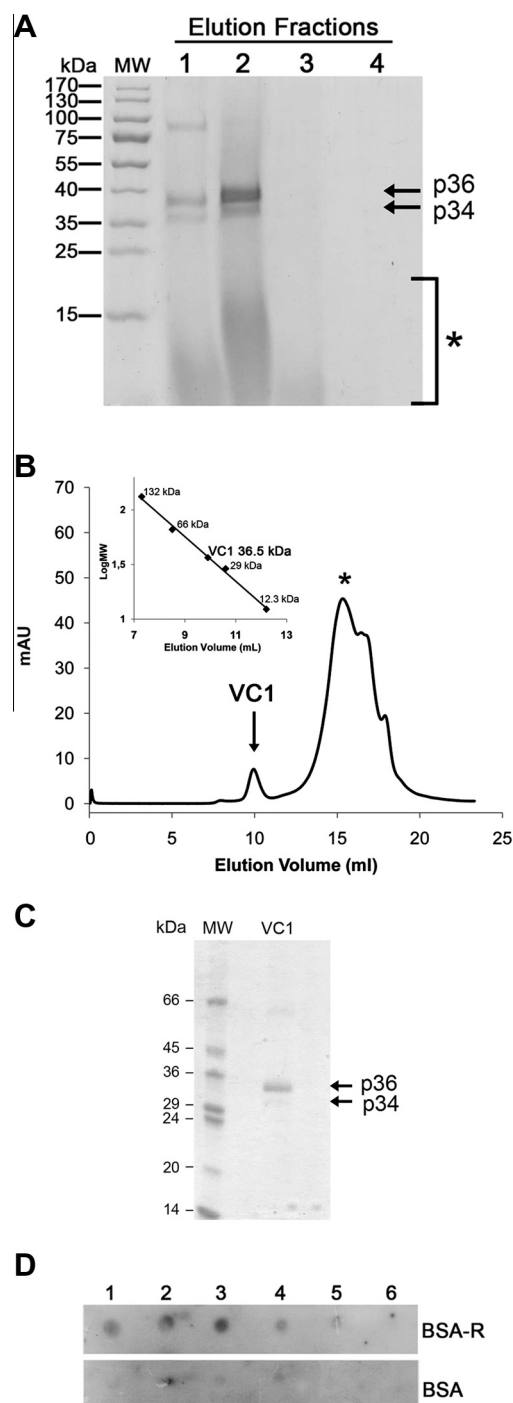 A
Elution Fractions
kDa MW 1 2 3 4
170
130
100
75
55
40
35
25
15
p36
p34
*
B
70
60
50
40
30
20
10
0
mAU
0 5 10 15 20 25
Elution Volume (ml)
VC1
*
2
1,5
1
LogMW
7 9 11 13
Elution Volume (mL)
132 kDa
66 kDa
VC1 36.5 kDa
29 kDa
12.3 kDa
C
kDa MW VC1
66
45
36
29
24
20
14
p36
p34
D
1 2 3 4 5 6
BSA-R
BSA